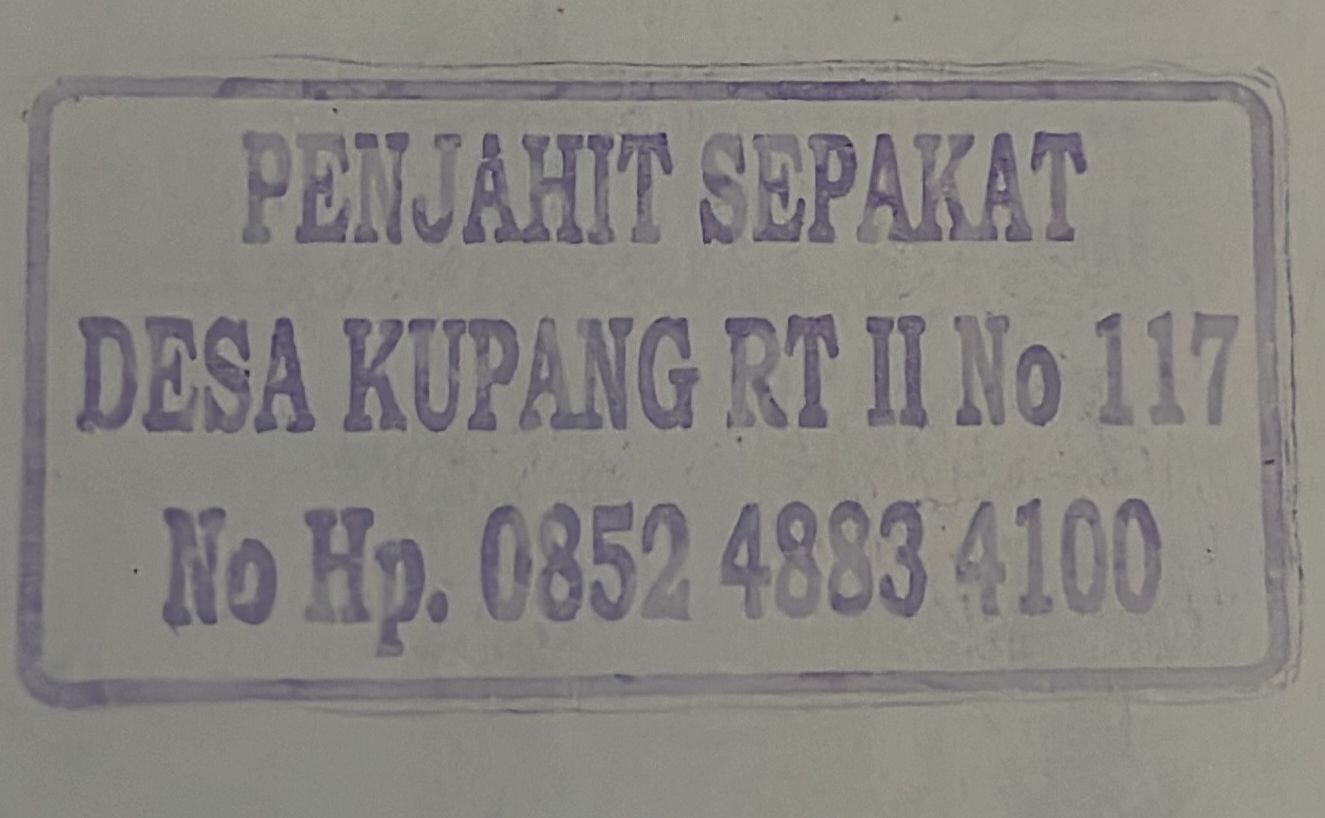 PENJAHIT SEPAKAT
DESA KUPANG RT II No 117
No Hp. 0852 4883 4100